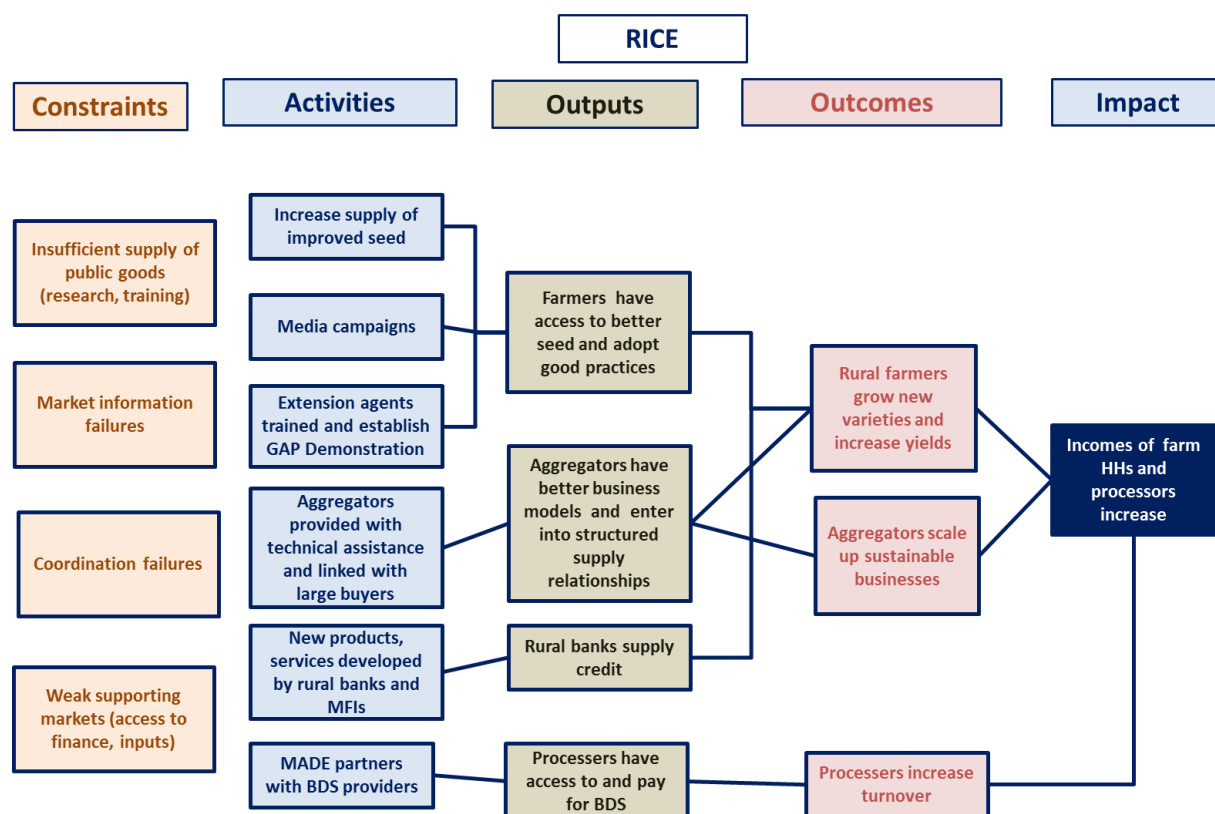 RICE
Constraints
Activities
Outputs
Outcomes
Impact
Insufficient supply of
public goods
(research, training)
Market information
failures
Coordination failures
Weak supporting
markets (access to
finance, inputs)
Increase supply of
improved seed
Media campaigns
Extension agents
trained and establish
GAP Demonstration
Aggregators
provided with
technical assistance
and linked with
large buyers
New products,
services developed
by rural banks and
MFIs
MADE partners
with BDS providers
Farmers have
access to better
seed and adopt
good practices
Aggregators have
better business
models and enter
into structured
supply
relationships
Rural banks supply
credit
Processers have
access to and pay
for BDS
Rural farmers
grow new
varieties and
increase yields
Aggregators scale
up sustainable
businesses
Processers increase
turnover
Incomes of farm
HHs and
processors
increase